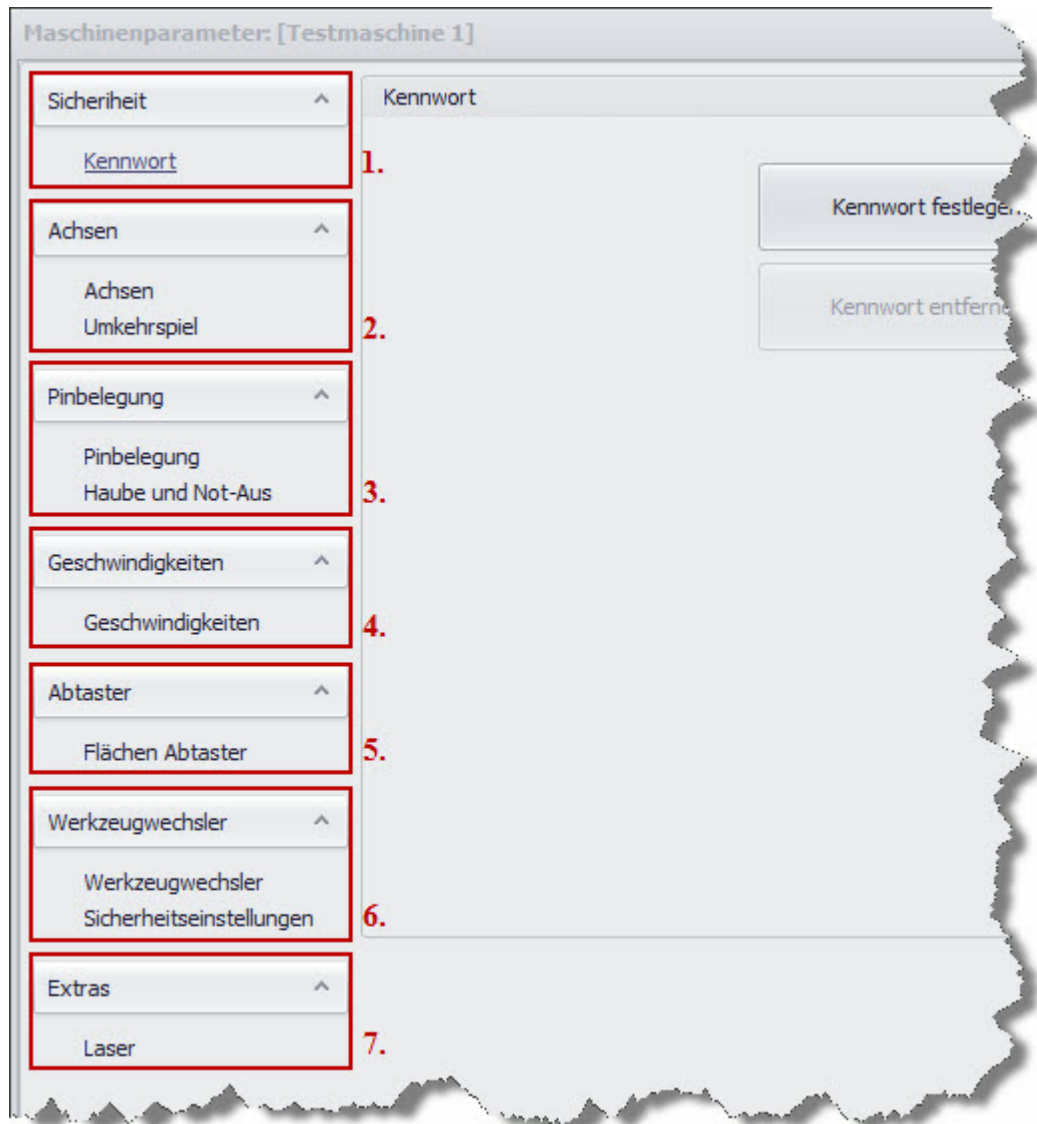 Maschinenparameter: [Testmaschine 1]
Sicheriheit
Kennwort
1.
Achsen
Achsen
Umkehrspiel
2.
Pinbelegung
Pinbelegung
Haube und Not-Aus
3.
Geschwindigkeiten
Geschwindigkeiten
4.
Abtaster
Flächen Abtaster
5.
Werkzeugwechsler
Werkzeugwechsler
Sicherheitseinstellungen
6.
Extras
Laser
7.
Kennwort
Kennwort festlegen
Kennwort entferne